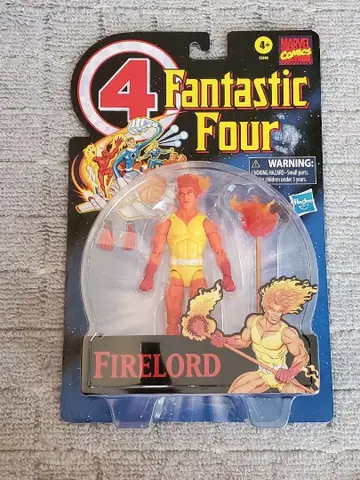 4
Fantastic
Four
4+
MARVEL
COMICS
WARNING:
CHOKING HAZARD–Small parts.
Hasbro
FIRELORD